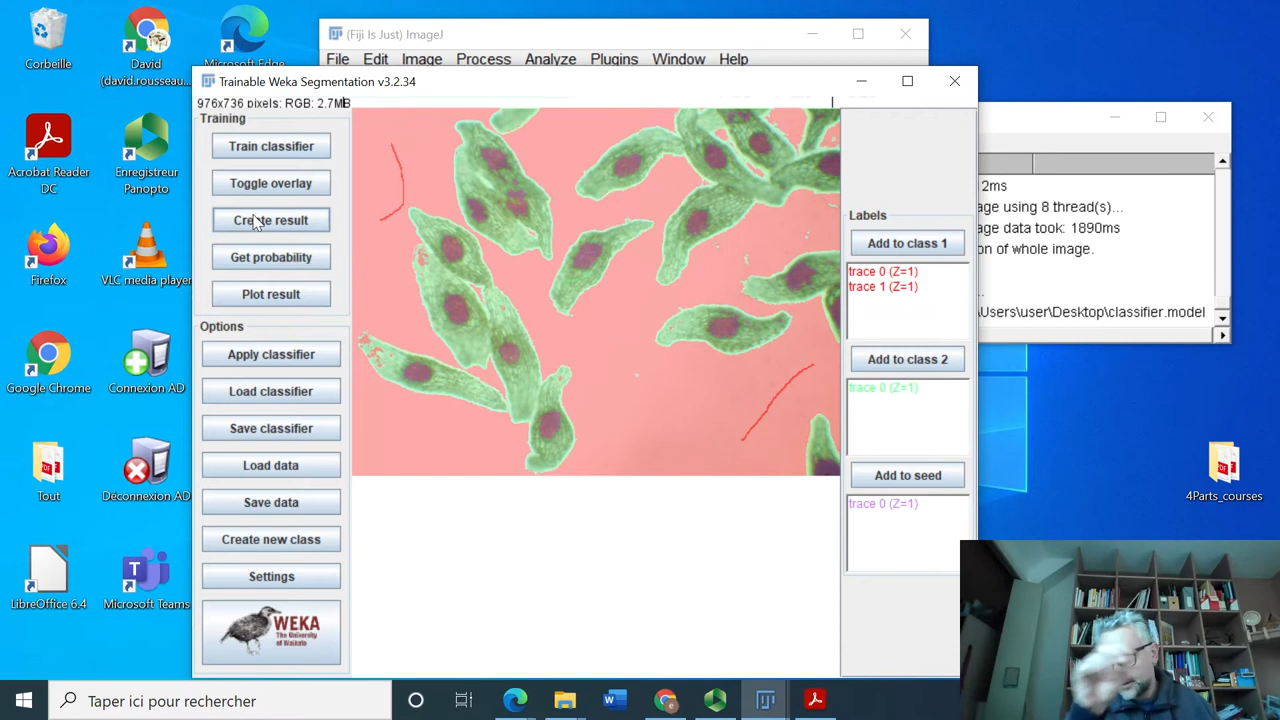 (Fiji Is Just) ImageJ
File Edit Image Process Analyze Plugins Window Help
Trainable Weka Segmentation v3.2.34
976x736 pixels; RGB; 2.7MB
Training
Train classifier
Toggle overlay
Create result
Get probability
Plot result
Options
Apply classifier
Load classifier
Save classifier
Load data
Save data
Create new class
Settings
WEKA
The University
of Waikato
Labels
Add to class 1
trace 0 (Z=1)
trace 1 (Z=1)
Add to class 2
trace 0 (Z=1)
Add to seed
trace 0 (Z=1)
2ms
age using 8 thread(s)...
age data took: 1890ms
on of whole image.
..
\Users\user\Desktop\classifier.model
Corbeille
David
(david.rousseau...
Microsoft Edge
Acrobat Reader
DC
Enregistreur
Panopto
Firefox
VLC media player
Google Chrome
Connexion AD
Tout
Déconnexion AD
LibreOffice 6.4
Microsoft Teams
4Parts_courses
Taper ici pour rechercher